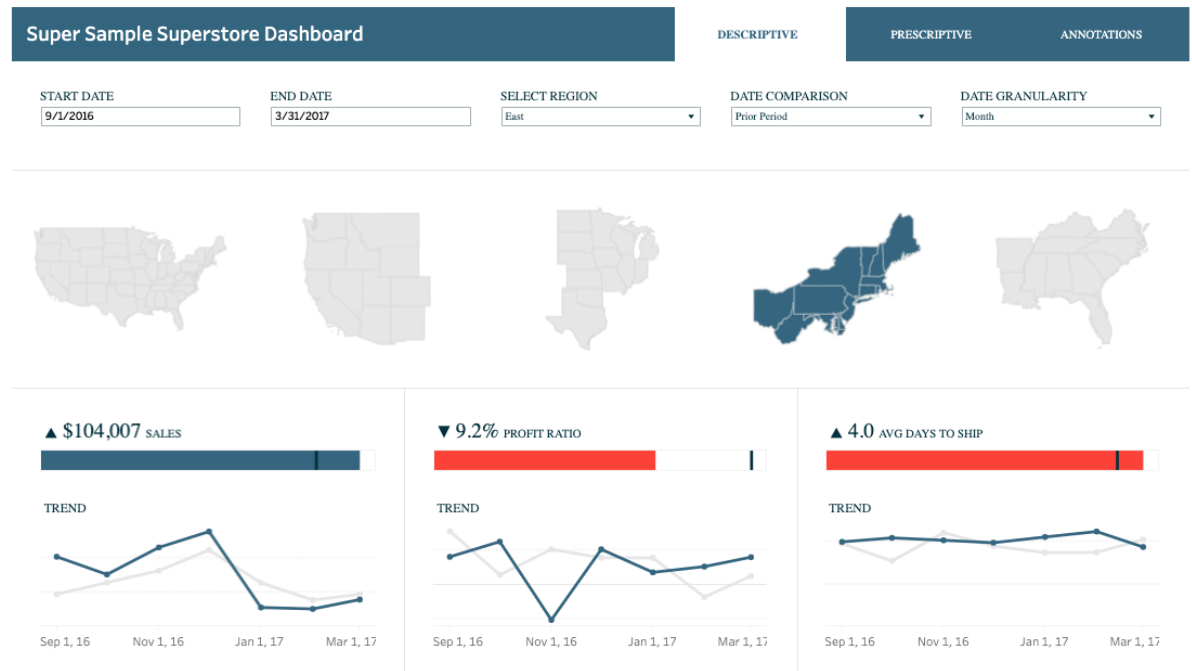 Super Sample Superstore Dashboard
DESCRIPTIVE
PRESCRIPTIVE
ANNOTATIONS
START DATE
END DATE
SELECT REGION
DATE COMPARISON
DATE GRANULARITY
9/1/2016
3/31/2017
East
Prior Period
Month
▲ $104,007 SALES
▼ 9.2% PROFIT RATIO
▲ 4.0 AVG DAYS TO SHIP
TREND
TREND
TREND
Sep 1, 16 Nov 1, 16 Jan 1, 17 Mar 1, 17
Sep 1, 16 Nov 1, 16 Jan 1, 17 Mar 1, 17
Sep 1, 16 Nov 1, 16 Jan 1, 17 Mar 1, 17